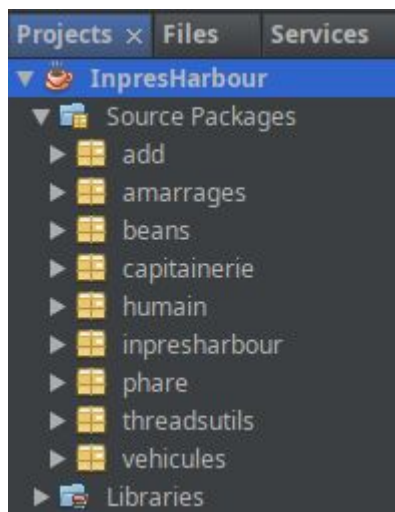 Projects × Files Services
InpresHarbour
Source Packages
add
amarrages
beans
capitainerie
humain
inpresharbour
phare
threadsutils
vehicules
Libraries